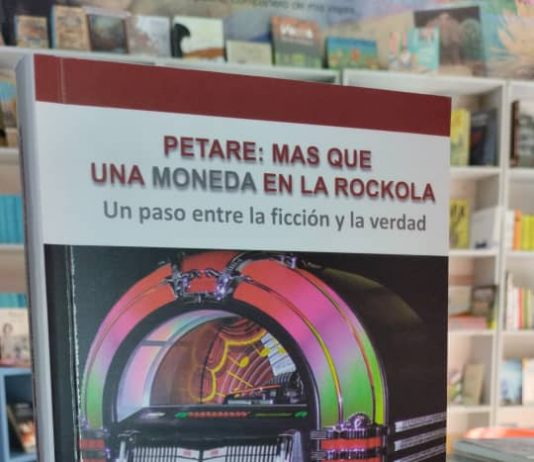 PETARE: MAS QUE
UNA MONEDA EN LA ROCKOLA
Un paso entre la ficción y la verdad